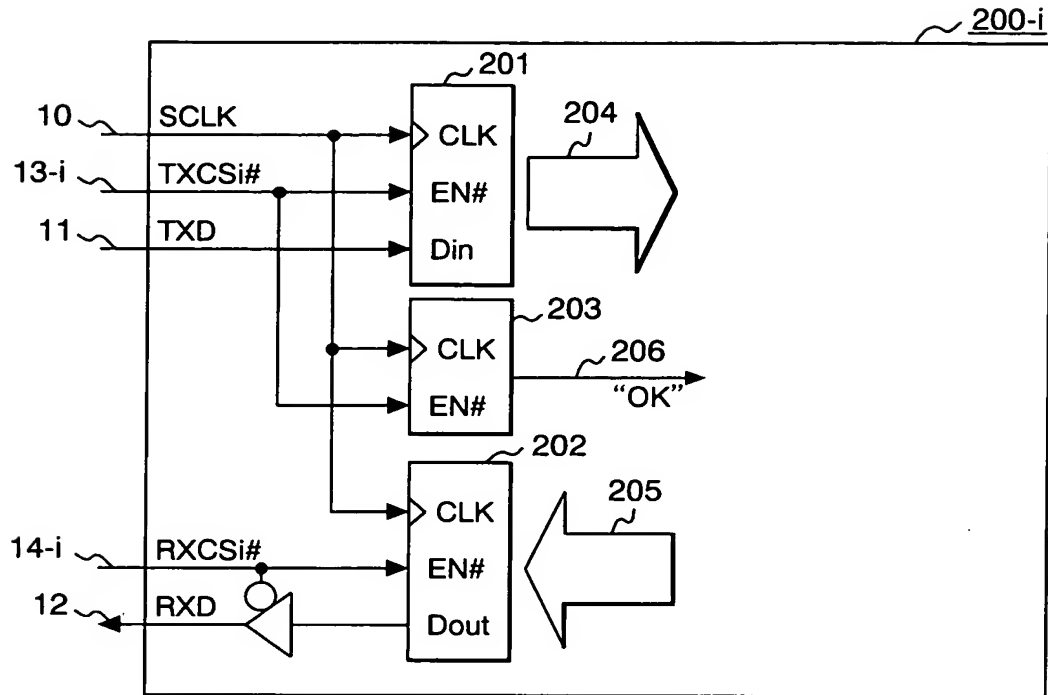 200-i
201
10 SCLK CLK 204
13-i TXCSi# EN#
11 TXD Din
203
CLK 206
EN# “OK”
202
CLK 205
14-i RXCSi# EN#
12 RXD Dout